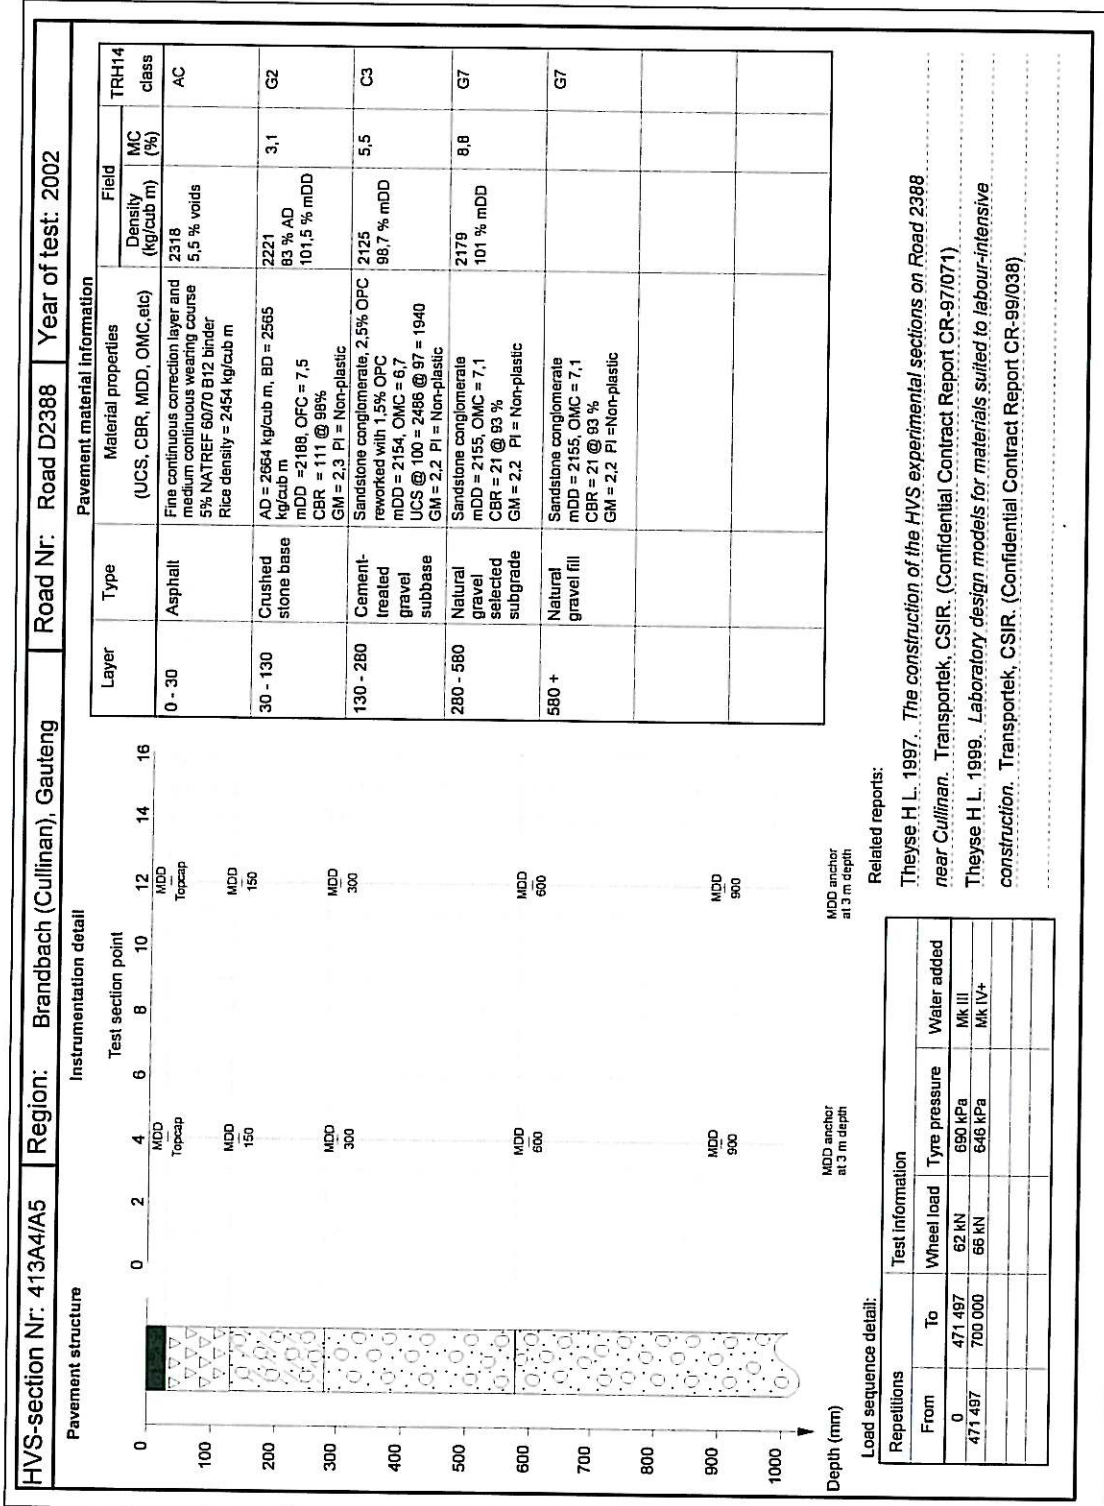 HVS-section Nr: 413A4/A5 Region: Brandbach (Cullinan), Gauteng Road Nr: Road D2388 Year of test: 2002
Pavement structure
Depth (mm)
0
100
200
300
400
500
600
700
800
900
1000
Instrumentation detail
Test section point
0 2 4 6 8 10 12 14 16
MDD Topcap
MDD 150
MDD 300
MDD 600
MDD 900
MDD anchor
at 3 m depth
MDD Topcap
MDD 150
MDD 300
MDD 600
MDD 900
MDD anchor
at 3 m depth
Pavement material information
Layer Type Material properties Field TRH14
(UCS, CBR, MDD, OMC,etc) Density (kg/cub m) MC (%) class
0 - 30 Asphalt Fine continuous correction layer and 2318 AC
medium continuous wearing course 5,5 % voids
5% NATREF 60/70 B12 binder
Rice density = 2454 kg/cub m
30 - 130 Crushed AD = 2664 kg/cub m, BD = 2565 2221 3,1 G2
stone base kg/cub m 83 % AD
mDD =2188, OFC = 7,5 101,5 % mDD
CBR = 111 @ 98%
GM = 2,3 PI = Non-plastic
130 - 280 Cement- Sandstone conglomerate, 2,5% OPC 2125 5,5 C3
treated reworked with 1,5% OPC 98,7 % mDD
gravel mDD = 2154, OMC = 6,7
subbase UCS @ 100 = 2486 @ 97 = 1940
GM = 2,2 PI = Non-plastic
280 - 580 Natural Sandstone conglomerate 2179 8,8 G7
gravel mDD = 2155, OMC = 7,1 101 % mDD
selected CBR = 21 @ 93 %
subgrade GM = 2,2 PI = Non-plastic
580 + Natural Sandstone conglomerate G7
gravel fill mDD = 2155, OMC = 7,1
CBR = 21 @ 93 %
GM = 2,2 PI =Non-plastic
Load sequence detail:
Repetitions Test information
From To Wheel load Tyre pressure Water added
0 471 497 62 kN 690 kPa Mk III
471 497 700 000 66 kN 646 kPa Mk IV+
Related reports:
Theyse H L. 1997. The construction of the HVS experimental sections on Road 2388
near Cullinan. Transportek, CSIR. (Confidential Contract Report CR-97/071)
Theyse H L. 1999. Laboratory design models for materials suited to labour-intensive
construction. Transportek, CSIR. (Confidential Contract Report CR-99/038)